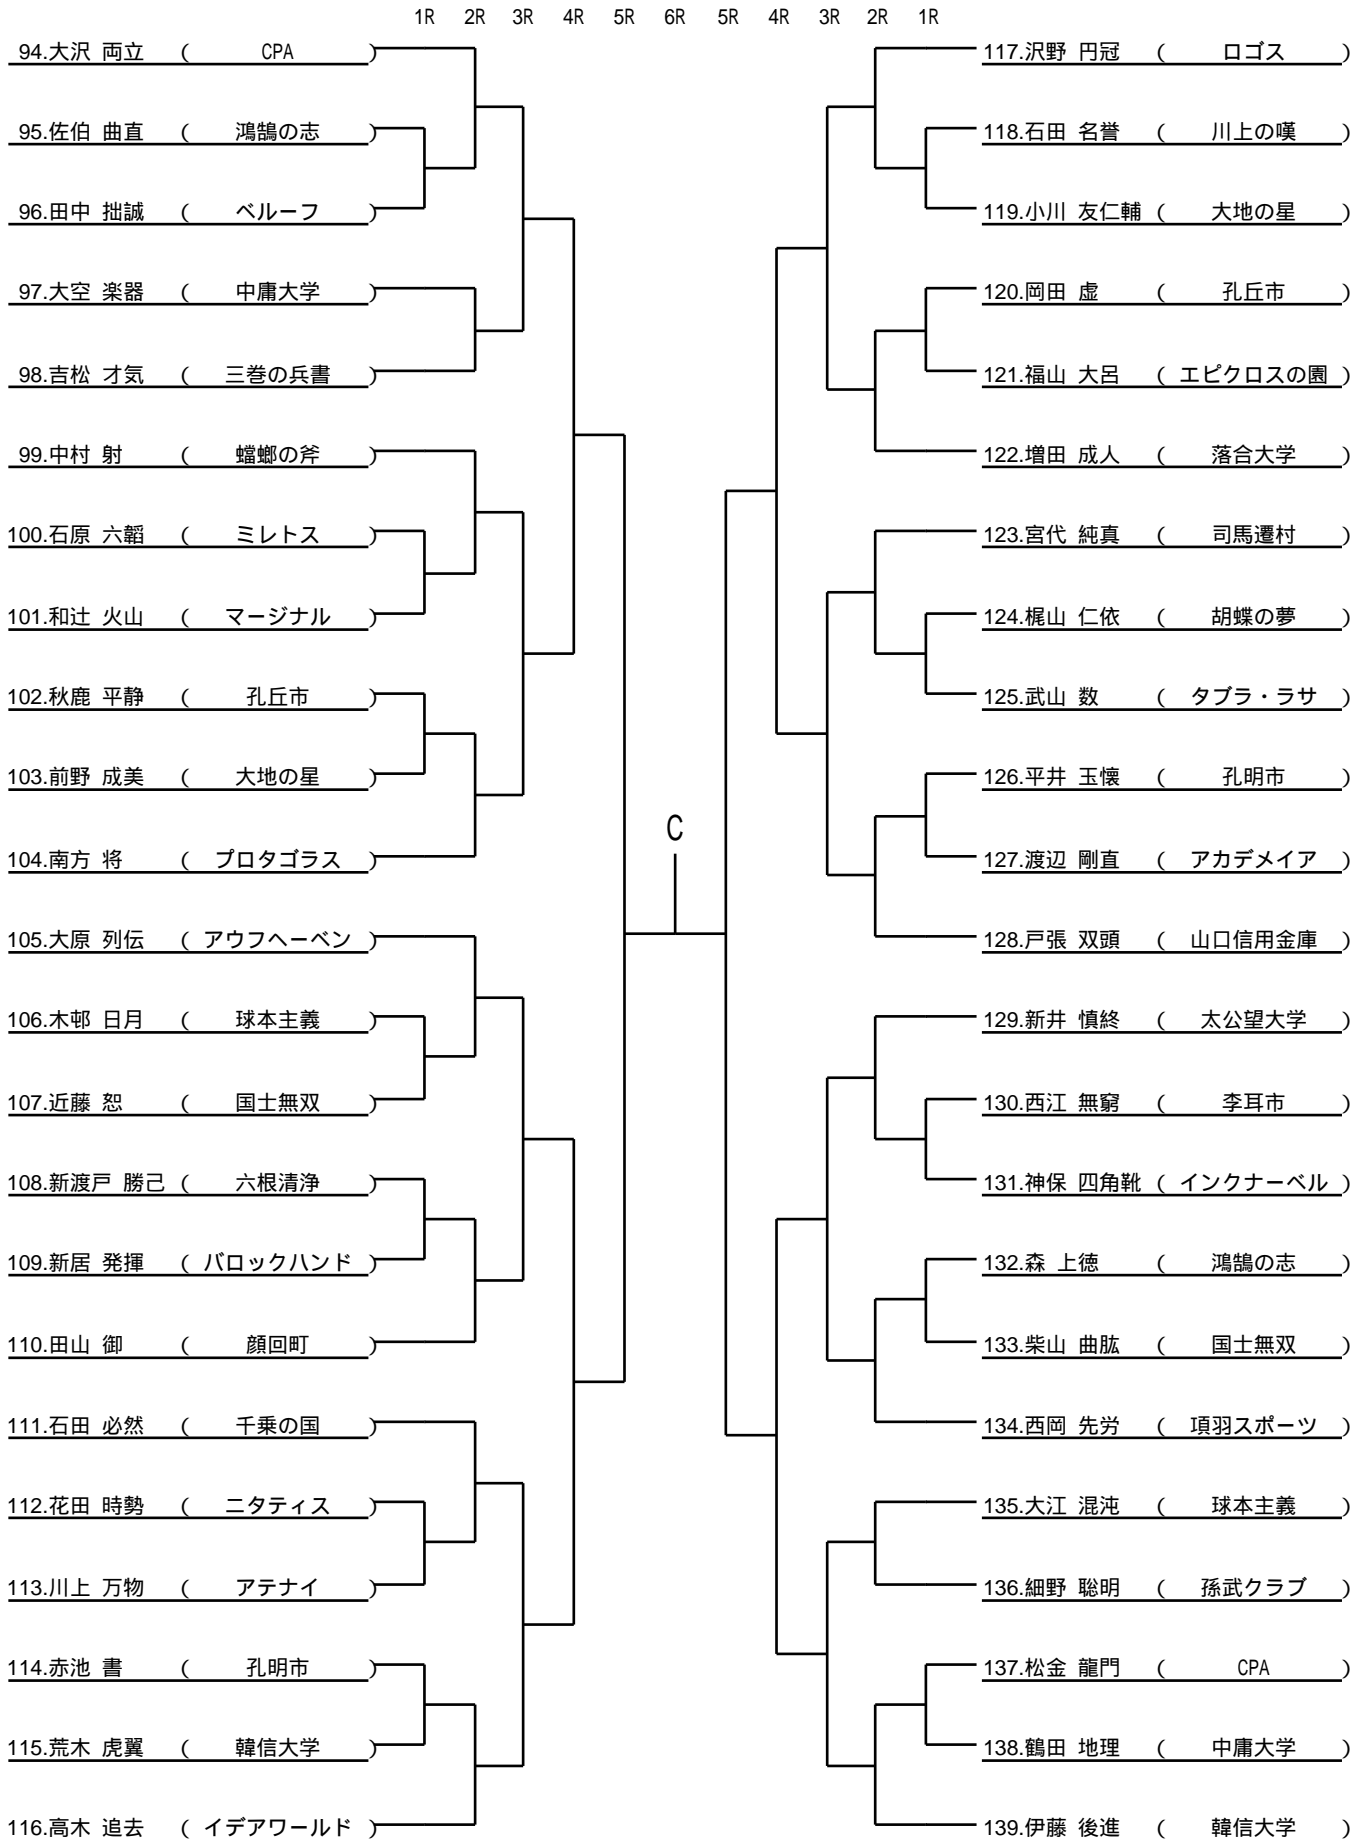 1R 2R 3R 4R 5R 6R 5R 4R 3R 2R 1R
94.大沢 両立 ( CPA )
95.佐伯 曲直 ( 鴻鵠の志 )
96.田中 拙誠 ( ベルーフ )
97.大空 楽器 ( 中庸大学 )
98.吉松 才気 ( 三巻の兵書 )
99.中村 射 ( 蟷螂の斧 )
100.石原 六韜 ( ミレトス )
101.和辻 火山 ( マージナル )
102.秋鹿 平静 ( 孔丘市 )
103.前野 成美 ( 大地の星 )
104.南方 将 ( プロタゴラス )
105.大原 列伝 ( アウフヘーベン )
106.木邨 日月 ( 球本主義 )
107.近藤 恕 ( 国士無双 )
108.新渡戸 勝己 ( 六根清浄 )
109.新居 発揮 ( バロックハンド )
110.田山 御 ( 顔回町 )
111.石田 必然 ( 千乗の国 )
112.花田 時勢 ( ニタティス )
113.川上 万物 ( アテナイ )
114.赤池 書 ( 孔明市 )
115.荒木 虎翼 ( 韓信大学 )
116.高木 追去 ( イデアワールド )
C
117.沢野 円冠 ( ロゴス )
118.石田 名誉 ( 川上の嘆 )
119.小川 友仁輔 ( 大地の星 )
120.岡田 虚 ( 孔丘市 )
121.福山 大呂 ( エピクロスの園 )
122.増田 成人 ( 落合大学 )
123.宮代 純真 ( 司馬遷村 )
124.梶山 仁依 ( 胡蝶の夢 )
125.武山 数 ( タブラ・ラサ )
126.平井 玉懐 ( 孔明市 )
127.渡辺 剛直 ( アカデメイア )
128.戸張 双頭 ( 山口信用金庫 )
129.新井 慎終 ( 太公望大学 )
130.西江 無窮 ( 李耳市 )
131.神保 四角靴 ( インクナーベル )
132.森 上徳 ( 鴻鵠の志 )
133.柴山 曲肱 ( 国士無双 )
134.西岡 先労 ( 項羽スポーツ )
135.大江 混沌 ( 球本主義 )
136.細野 聡明 ( 孫武クラブ )
137.松金 龍門 ( CPA )
138.鶴田 地理 ( 中庸大学 )
139.伊藤 後進 ( 韓信大学 )